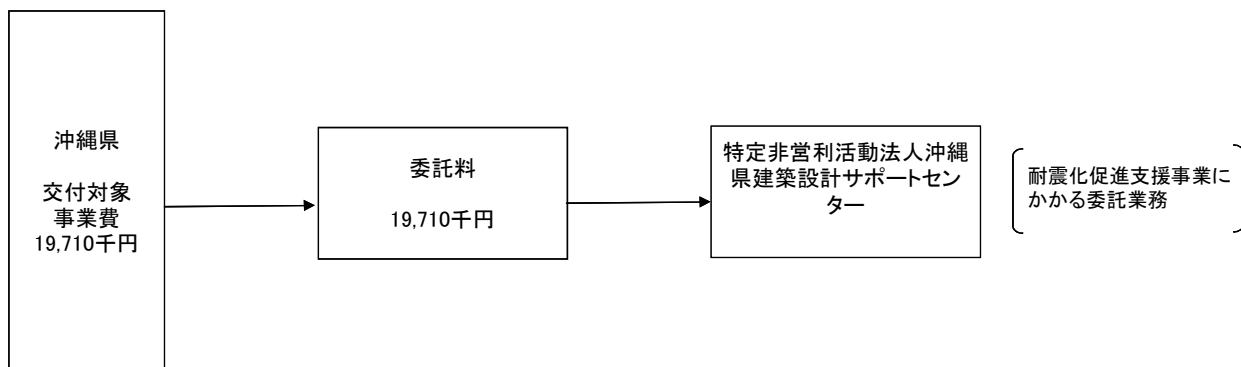 沖縄県
交付対象
事業費
19,710千円
委託料
19,710千円
特定非営利活動法人沖縄
県建築設計サポートセン
ター
耐震化促進支援事業に
かかる委託業務